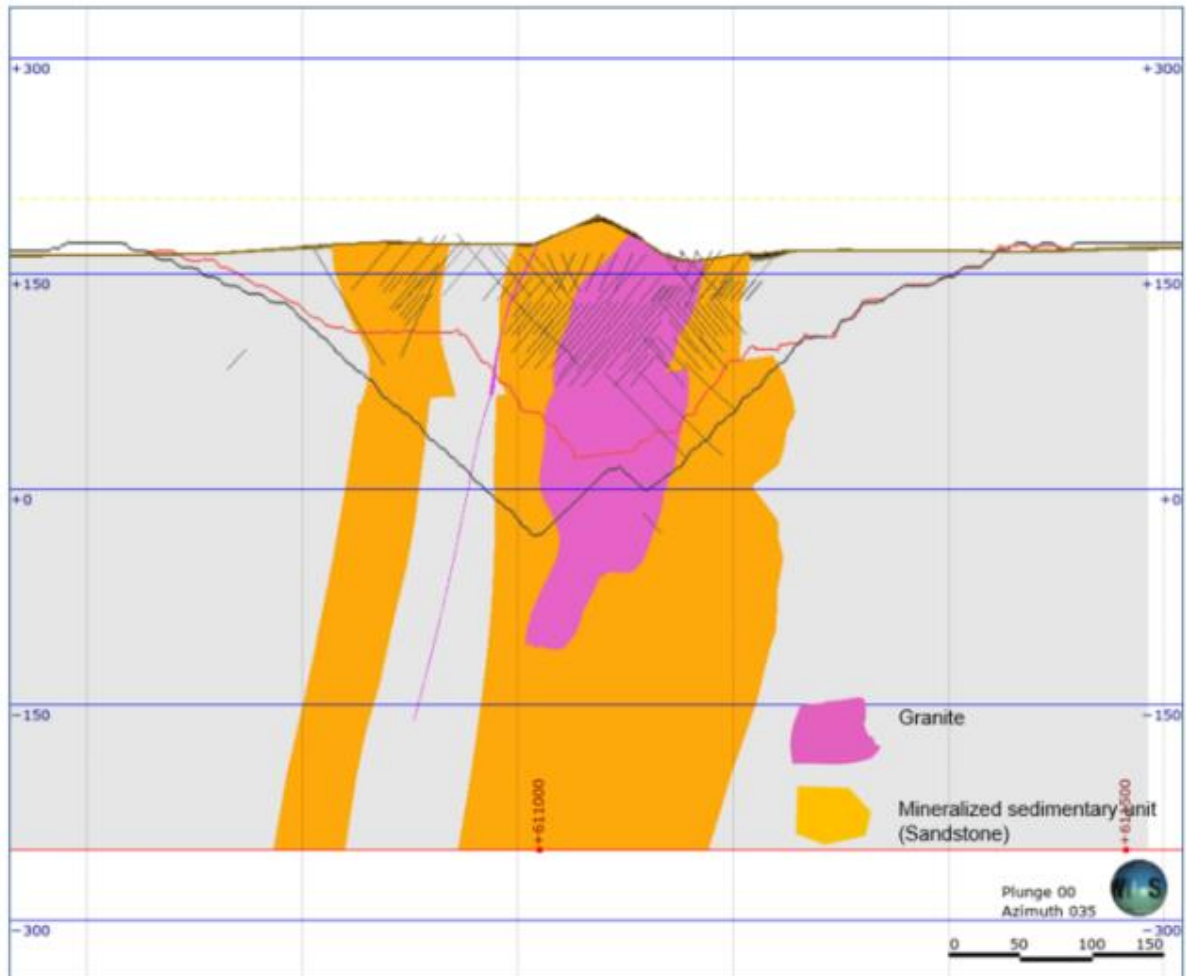 +300 +300
+150 +150
+0 +0
-150 -150
Granite
+611000
Mineralized sedimentary unit
(Sandstone)
Plunge 00
Azimuth 035
-300 -300
0 50 100 150